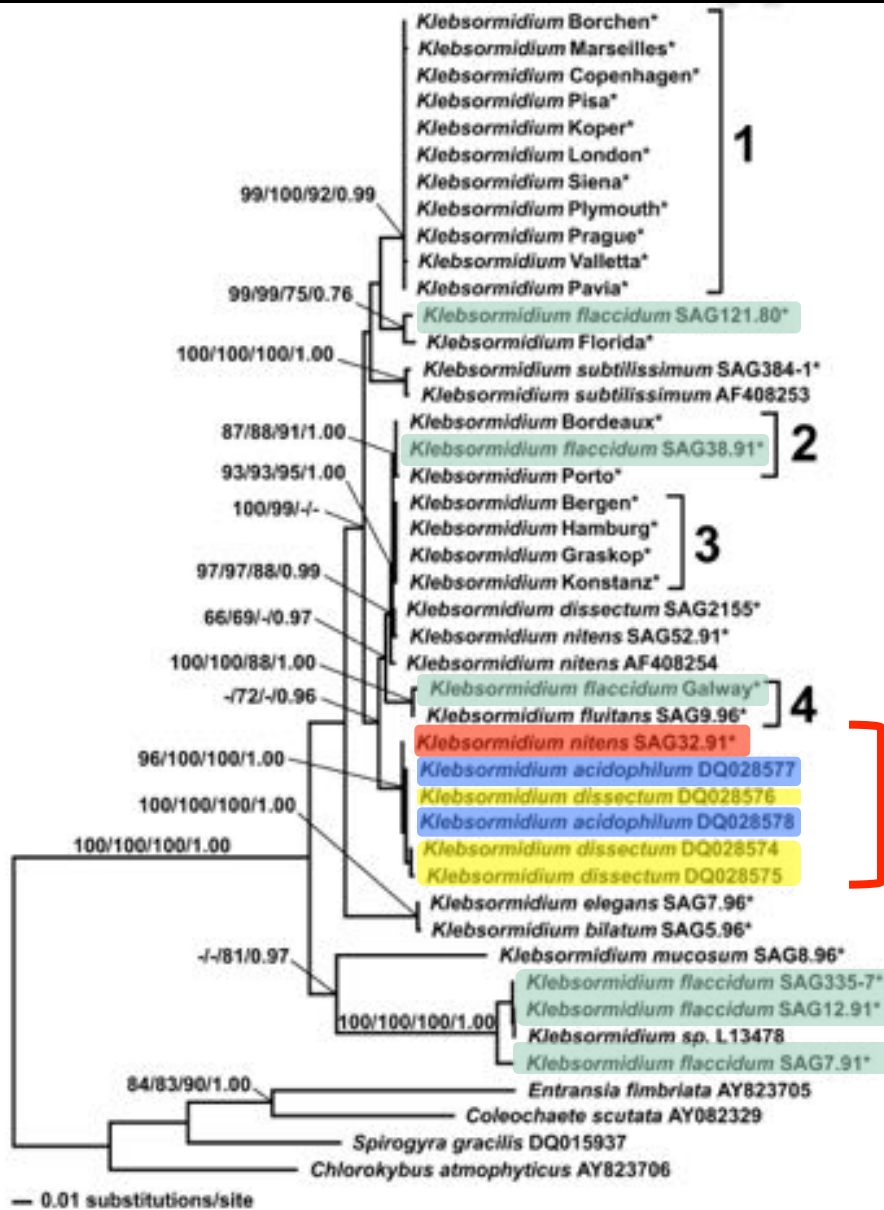 Klebsormidium Borchen*
Klebsormidium Marseilles*
Klebsormidium Copenhagen*
Klebsormidium Pisa*
Klebsormidium Koper*
1
Klebsormidium London*
Klebsormidium Siena*
99/100/92/0.99
Klebsormidium Plymouth*
Klebsormidium Prague*
Klebsormidium Valletta*
Klebsormidium Pavia*
99/99/75/0.76
Klebsormidium flaccidum SAG121.80*
Klebsormidium Florida*
100/100/100/1.00
Klebsormidium subtilissimum SAG384-1*
Klebsormidium subtilissimum AF408253
Klebsormidium Bordeaux*
87/88/91/1.00
Klebsormidium flaccidum SAG38.91*
2
93/93/95/1.00
Klebsormidium Porto*
Klebsormidium Bergen*
100/99/-/-
Klebsormidium Hamburg*
3
Klebsormidium Graskop*
97/97/88/0.99
Klebsormidium Konstanz*
Klebsormidium dissectum SAG2155*
66/69/-/0.97
Klebsormidium nitens SAG52.91*
100/100/88/1.00
Klebsormidium nitens AF408254
Klebsormidium flaccidum Galway*
-/72/-/0.96
4
Klebsormidium fluitans SAG9.96*
Klebsormidium nitens SAG32.91*
96/100/100/1.00
Klebsormidium acidophilum DQ028577
Klebsormidium dissectum DQ028576
100/100/100/1.00
Klebsormidium acidophilum DQ028578
100/100/100/1.00
Klebsormidium dissectum DQ028574
Klebsormidium dissectum DQ028575
Klebsormidium elegans SAG7.96*
Klebsormidium bilatum SAG5.96*
-/-/81/0.97
Klebsormidium mucosum SAG8.96*
Klebsormidium flaccidum SAG335-7*
Klebsormidium flaccidum SAG12.91*
100/100/100/1.00
Klebsormidium sp. L13478
Klebsormidium flaccidum SAG7.91*
84/83/90/1.00
Entransia fimbriata AY823705
Coleochaete scutata AY082329
Spirogyra gracilis DQ015937
Chlorokybus atmophyticus AY823706
0.01 substitutions/site